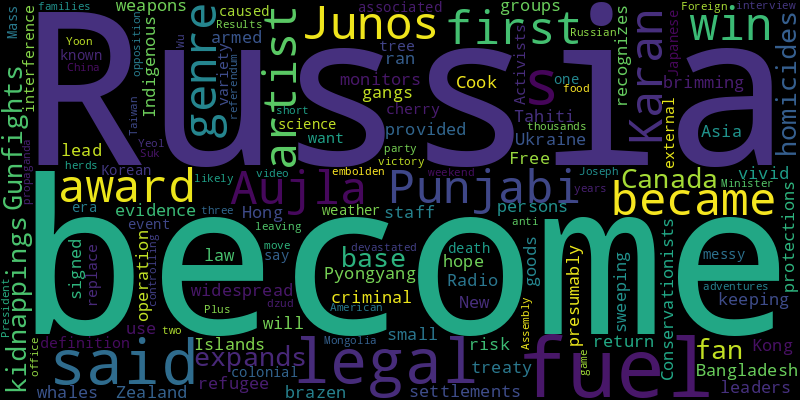 families
weapons
caused
associated
groups
Foreign
interview
Mass
Yoon
opposition
Results
armed
Junos
first
Russian
win
known
China
interference
Indigenous
genre
variety
referendum
Wu
artist
tree
ran
monitors
gangs
Cook
Activists
s
one
food
recognizes
Karan
Japanese
brimming
homicides
Russia
Gunfights
propaganda
Taiwan
Yeol
Suk
short
science
want
cherry
provided
Tahiti
Ukraine
thousands
Asia
external
lead
herds
Korean
party
victory
Free
likely
video
embolden
weekend
Joseph
years
Minister
vivid
protections
award
Aujla
Punjabi
Canada
became
era
evidence
Hong
weather
staff
persons
event
three
leaving
anti
kidnappings
signed
replace
operation
controlling
law
say
move
base
devastated
death
hope
Pyongyang
Radio
goods
presumably
sweeping
Conservationists
messy
adventures
become
widespread
criminal
New
keeping
President
Plus
American
dzud
use
two
will
small
Assembly
definition
Islands
Mongolia
risk
return
Kong
office
said
expands
legal
treaty
game
fuel
fan
Bangladesh
refugee
colonial
whales
Zealand
brazen
settlements
leaders